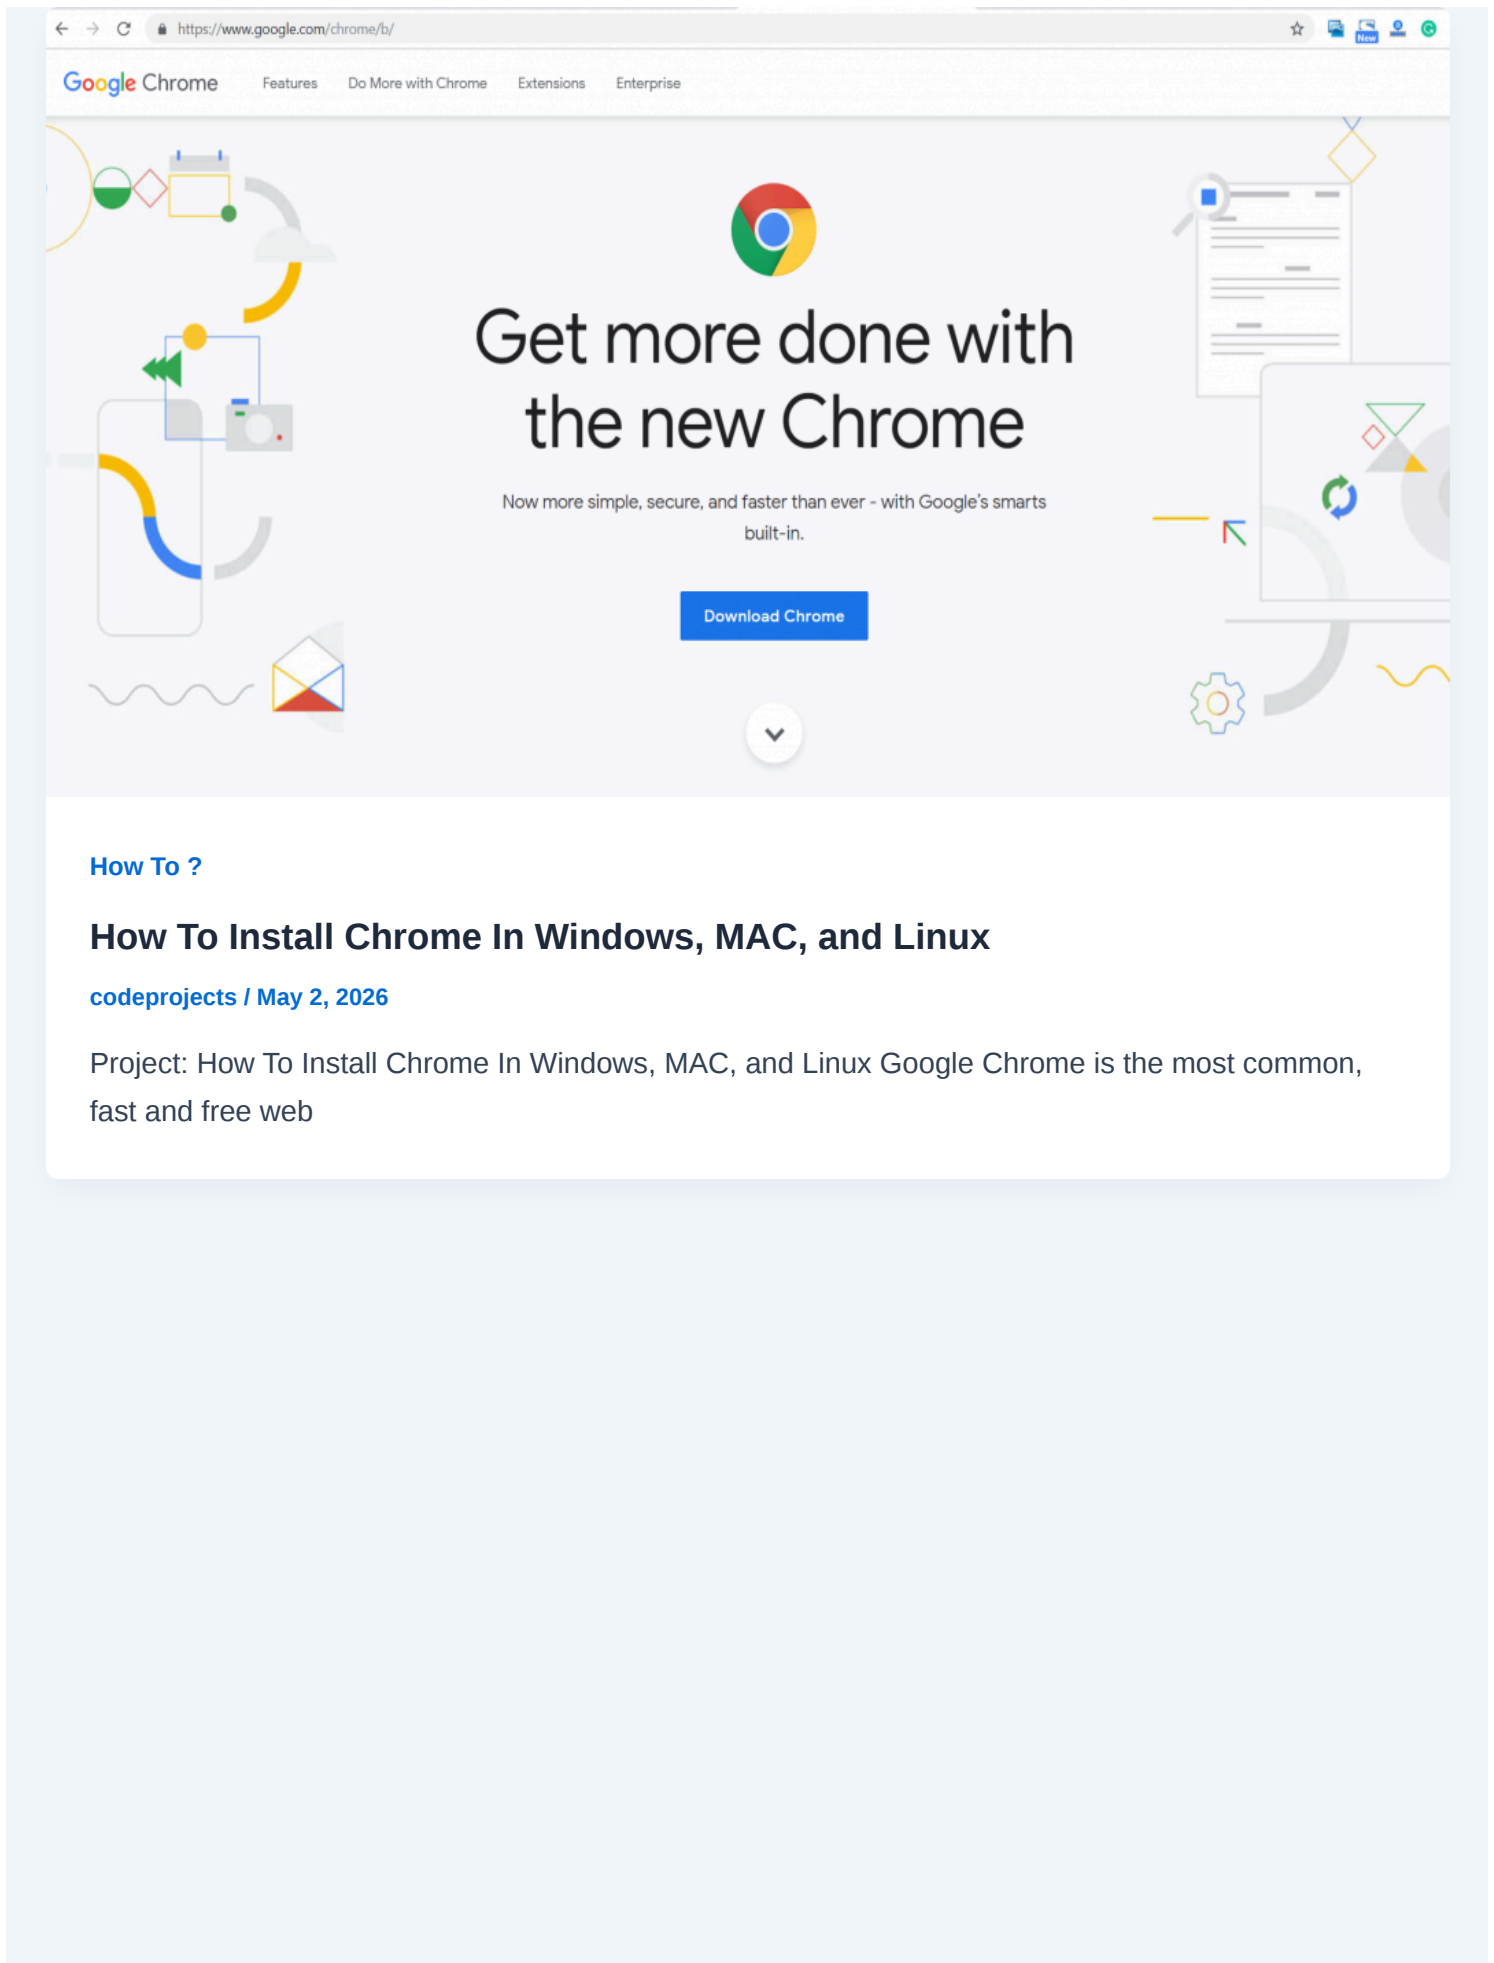 https://www.google.com/chrome/b/
New
Google Chrome Features Do More with Chrome Extensions Enterprise
Get more done with
the new Chrome
Now more simple, secure, and faster than ever - with Google's smarts
built-in.
Download Chrome
How To ?
How To Install Chrome In Windows, MAC, and Linux
codeprojects / May 2, 2026
Project: How To Install Chrome In Windows, MAC, and Linux Google Chrome is the most common,
fast and free web